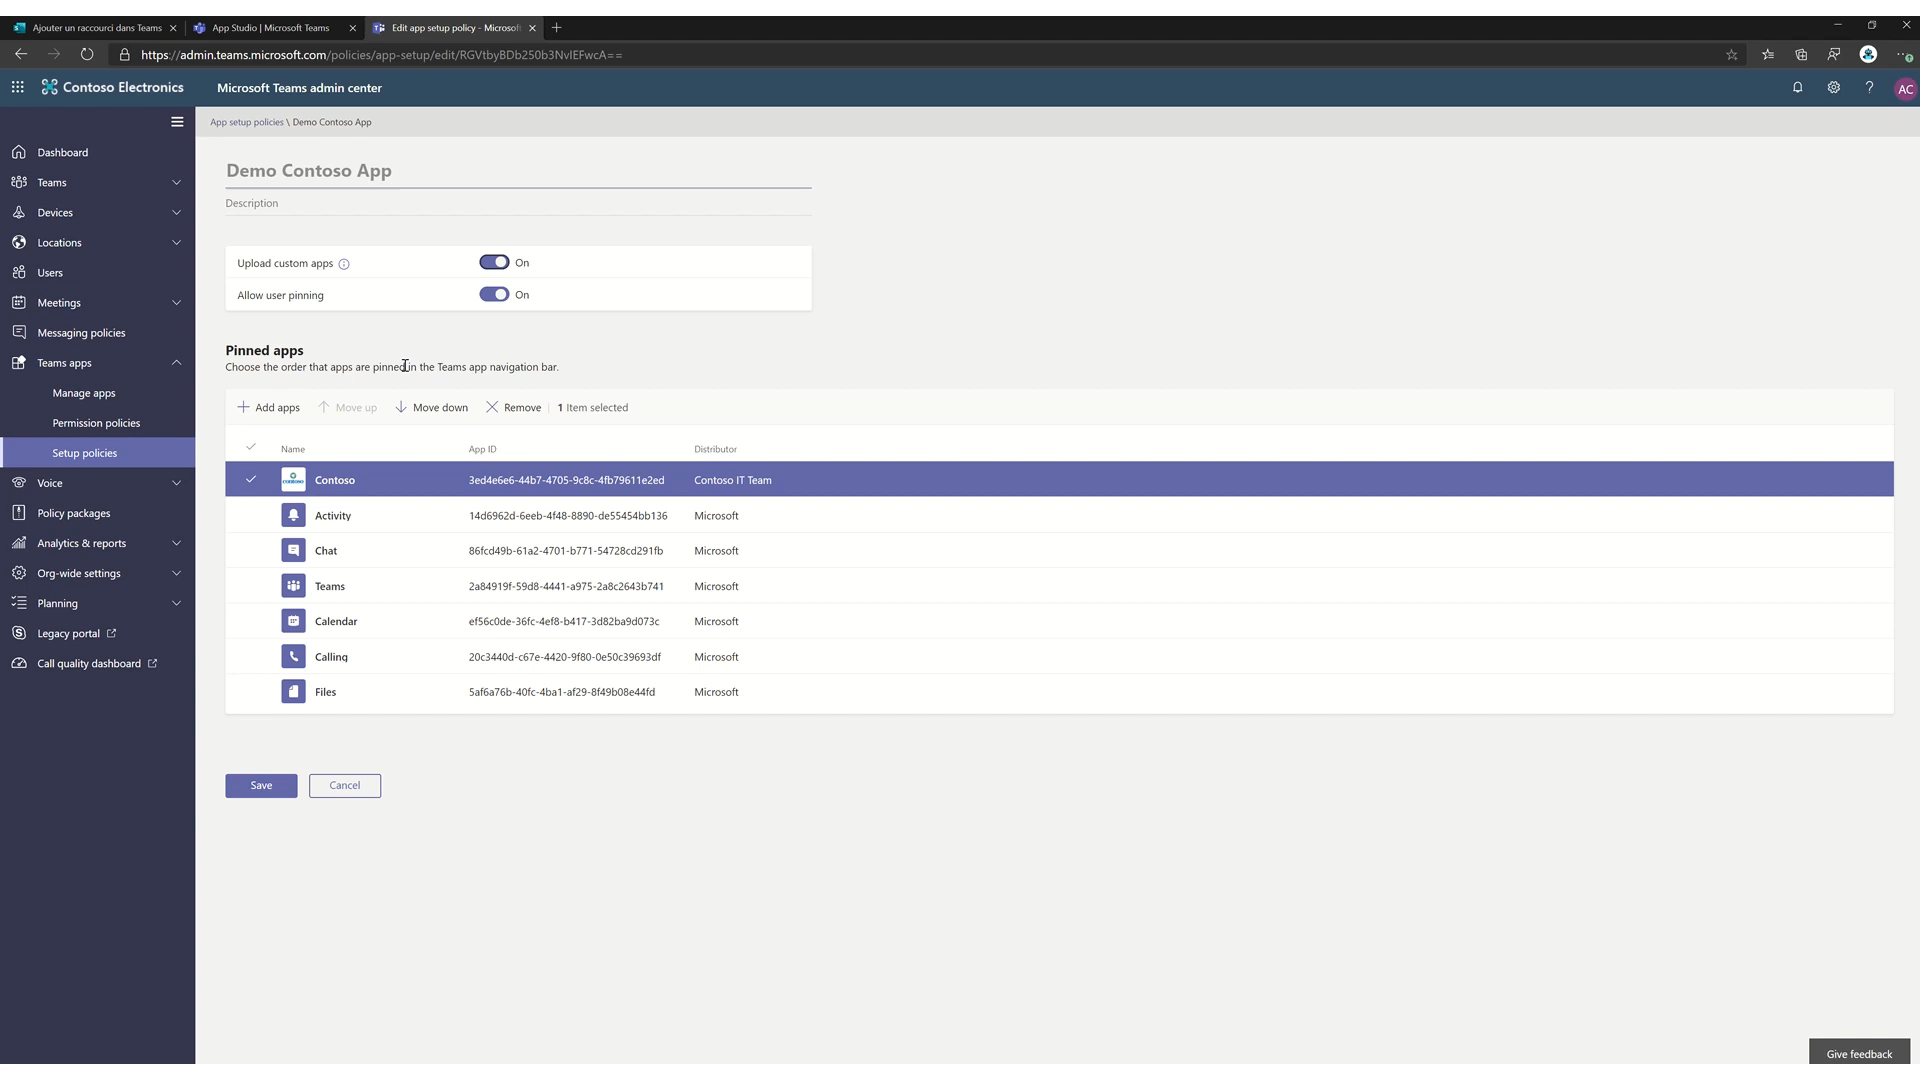 Ajouter un raccourci dans Teams
App Studio | Microsoft Teams
Edit app setup policy - Microsof
https://admin.teams.microsoft.com/policies/app-setup/edit/RGVtbyBDb250b3NvIEFwcA==
Contoso Electronics
Microsoft Teams admin center
?
AC
App setup policies \ Demo Contoso App
Dashboard
Teams
Devices
Locations
Users
Meetings
Messaging policies
Teams apps
Manage apps
Permission policies
Setup policies
Voice
Policy packages
Analytics & reports
Org-wide settings
Planning
Legacy portal
Call quality dashboard
Demo Contoso App
Description
Upload custom apps On
Allow user pinning On
Pinned apps
Choose the order that apps are pinned in the Teams app navigation bar.
Add apps Move up Move down Remove 1 Item selected
Name App ID Distributor
contoso Contoso 3ed4e6e6-44b7-4705-9c8c-4fb79611e2ed Contoso IT Team
Activity 14d6962d-6eeb-4f48-8890-de55454bb136 Microsoft
Chat 86fcd49b-61a2-4701-b771-54728cd291fb Microsoft
Teams 2a84919f-59d8-4441-a975-2a8c2643b741 Microsoft
Calendar ef56c0de-36fc-4ef8-b417-3d82ba9d073c Microsoft
Calling 20c3440d-c67e-4420-9f80-0e50c39693df Microsoft
Files 5af6a76b-40fc-4ba1-af29-8f49b08e44fd Microsoft
Save Cancel
Give feedback